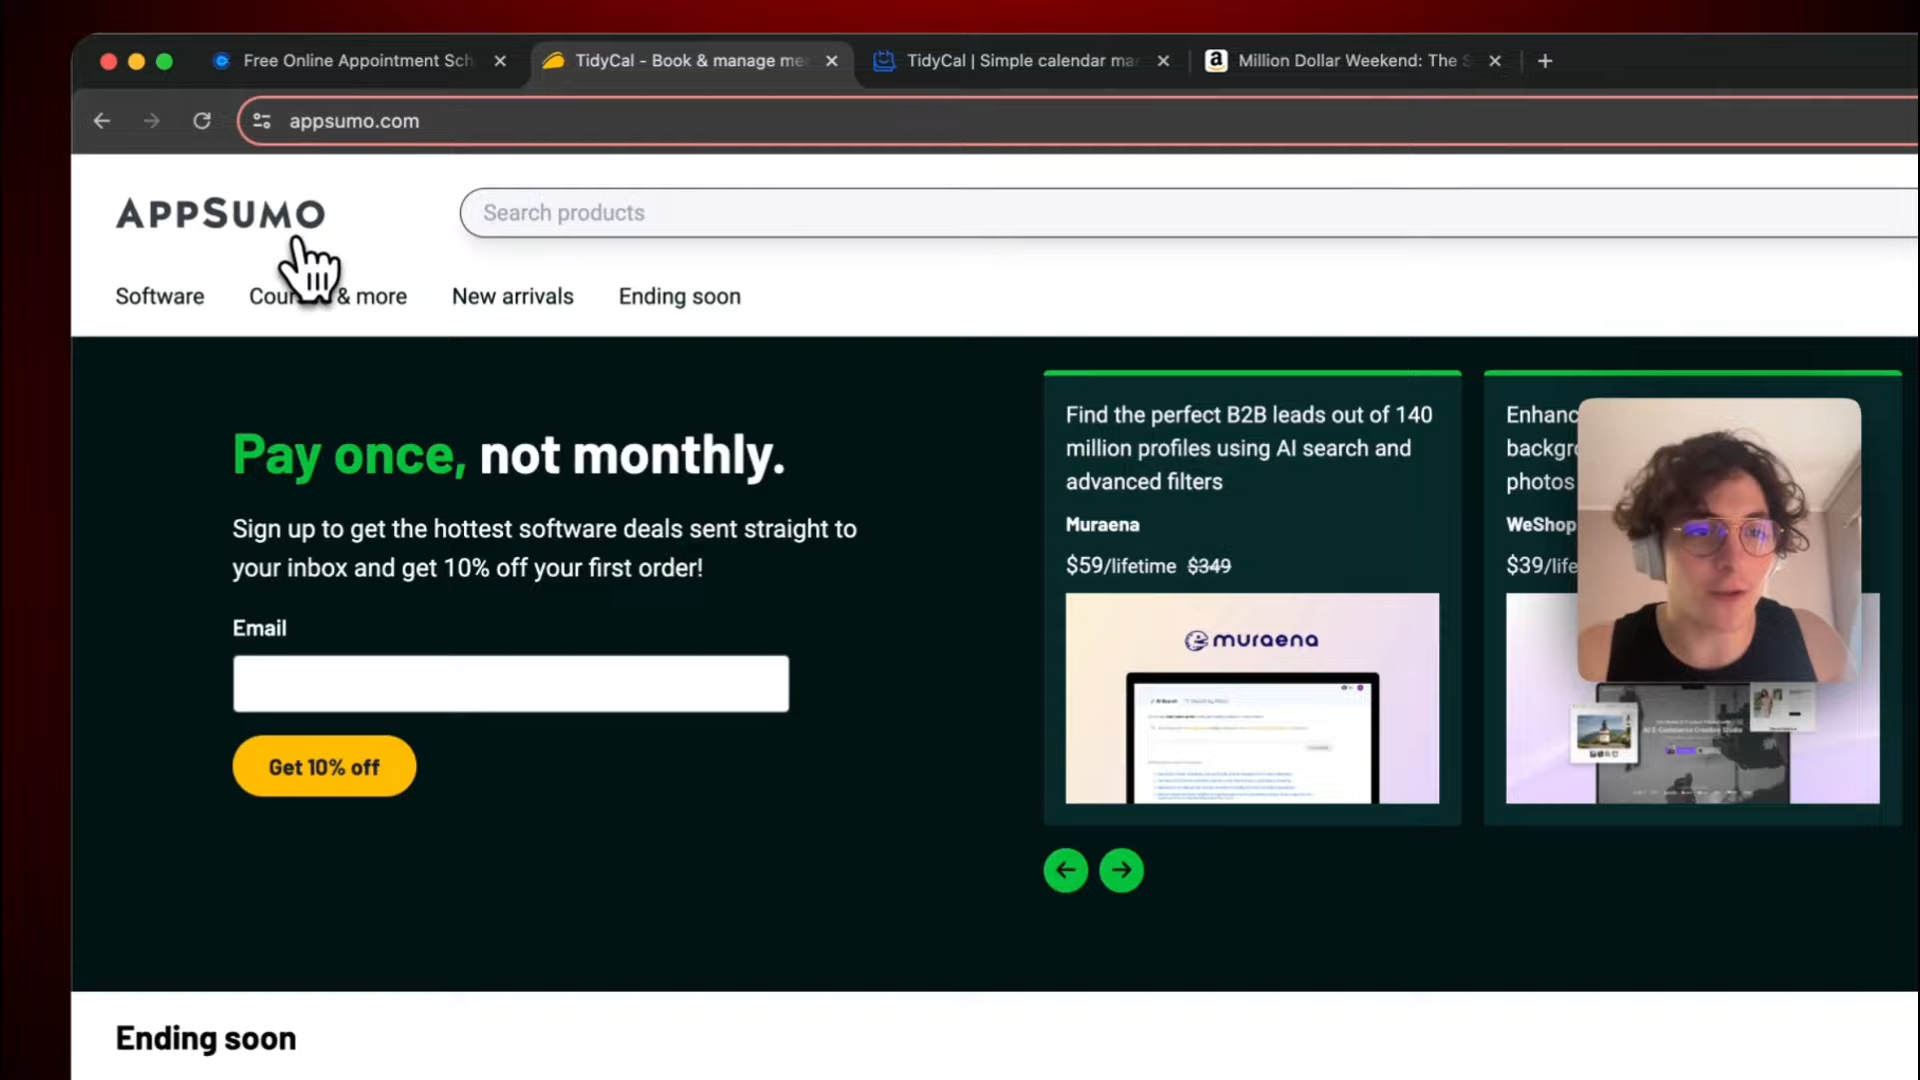 Free Online Appointment Sch
TidyCal - Book & manage me
TidyCal | Simple calendar ma
Million Dollar Weekend: The S
appsumo.com
APPSUMO
Search products
Software
& more
New arrivals
Ending soon
Pay once, not monthly.
Sign up to get the hottest software deals sent straight to
your inbox and get 10% off your first order!
Email
Get 10% off
Find the perfect B2B leads out of 140
million profiles using AI search and
advanced filters
Muraena
$59/lifetime $349
muraena
Enhanc
backgro
photos
WeShop
$39/life
Ending soon